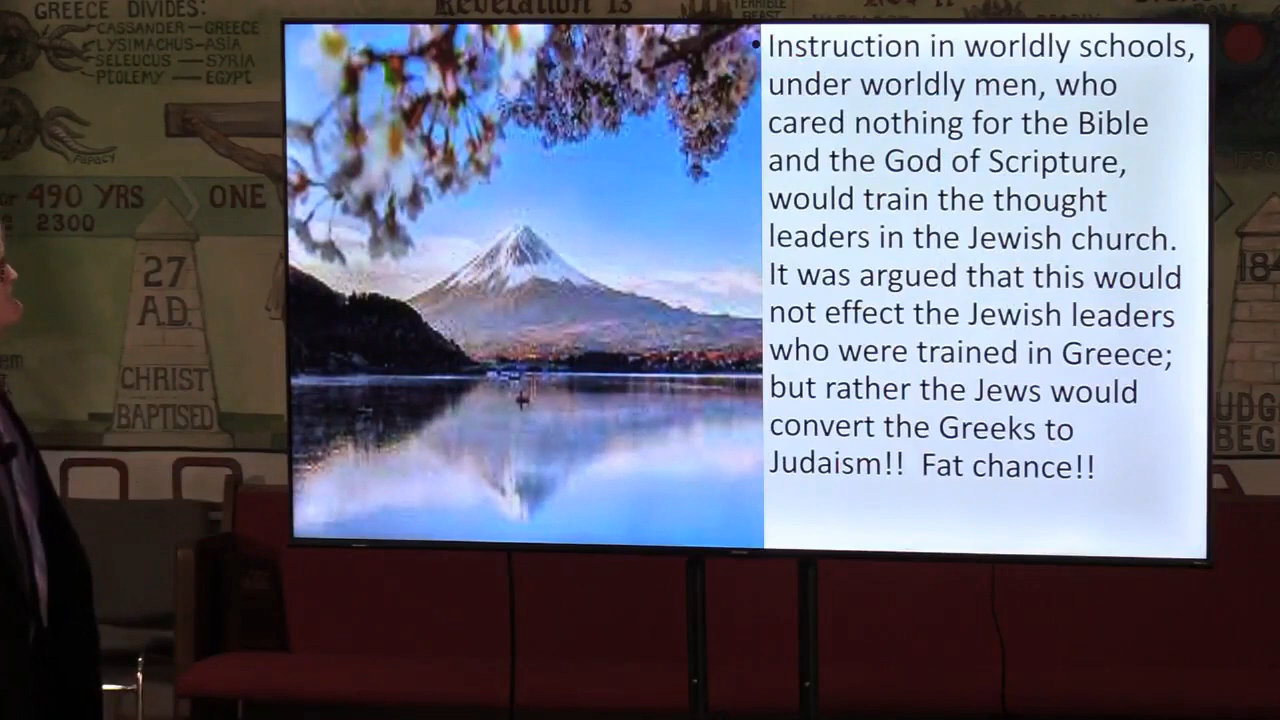 GREECE DIVIDES:
CASSANDER — GREECE
LYSIMACHUS — ASIA
SELEUCUS — SYRIA
PTOLEMY — EGYPT
Revelation 13
TERRIBLE
BEAST
PAPACY
490 YRS
ONE
2300
27
A.D.
CHRIST
BAPTISED
• Instruction in worldly schools,
under worldly men, who
cared nothing for the Bible
and the God of Scripture,
would train the thought
leaders in the Jewish church.
It was argued that this would
not effect the Jewish leaders
who were trained in Greece;
but rather the Jews would
convert the Greeks to
Judaism!! Fat chance!!